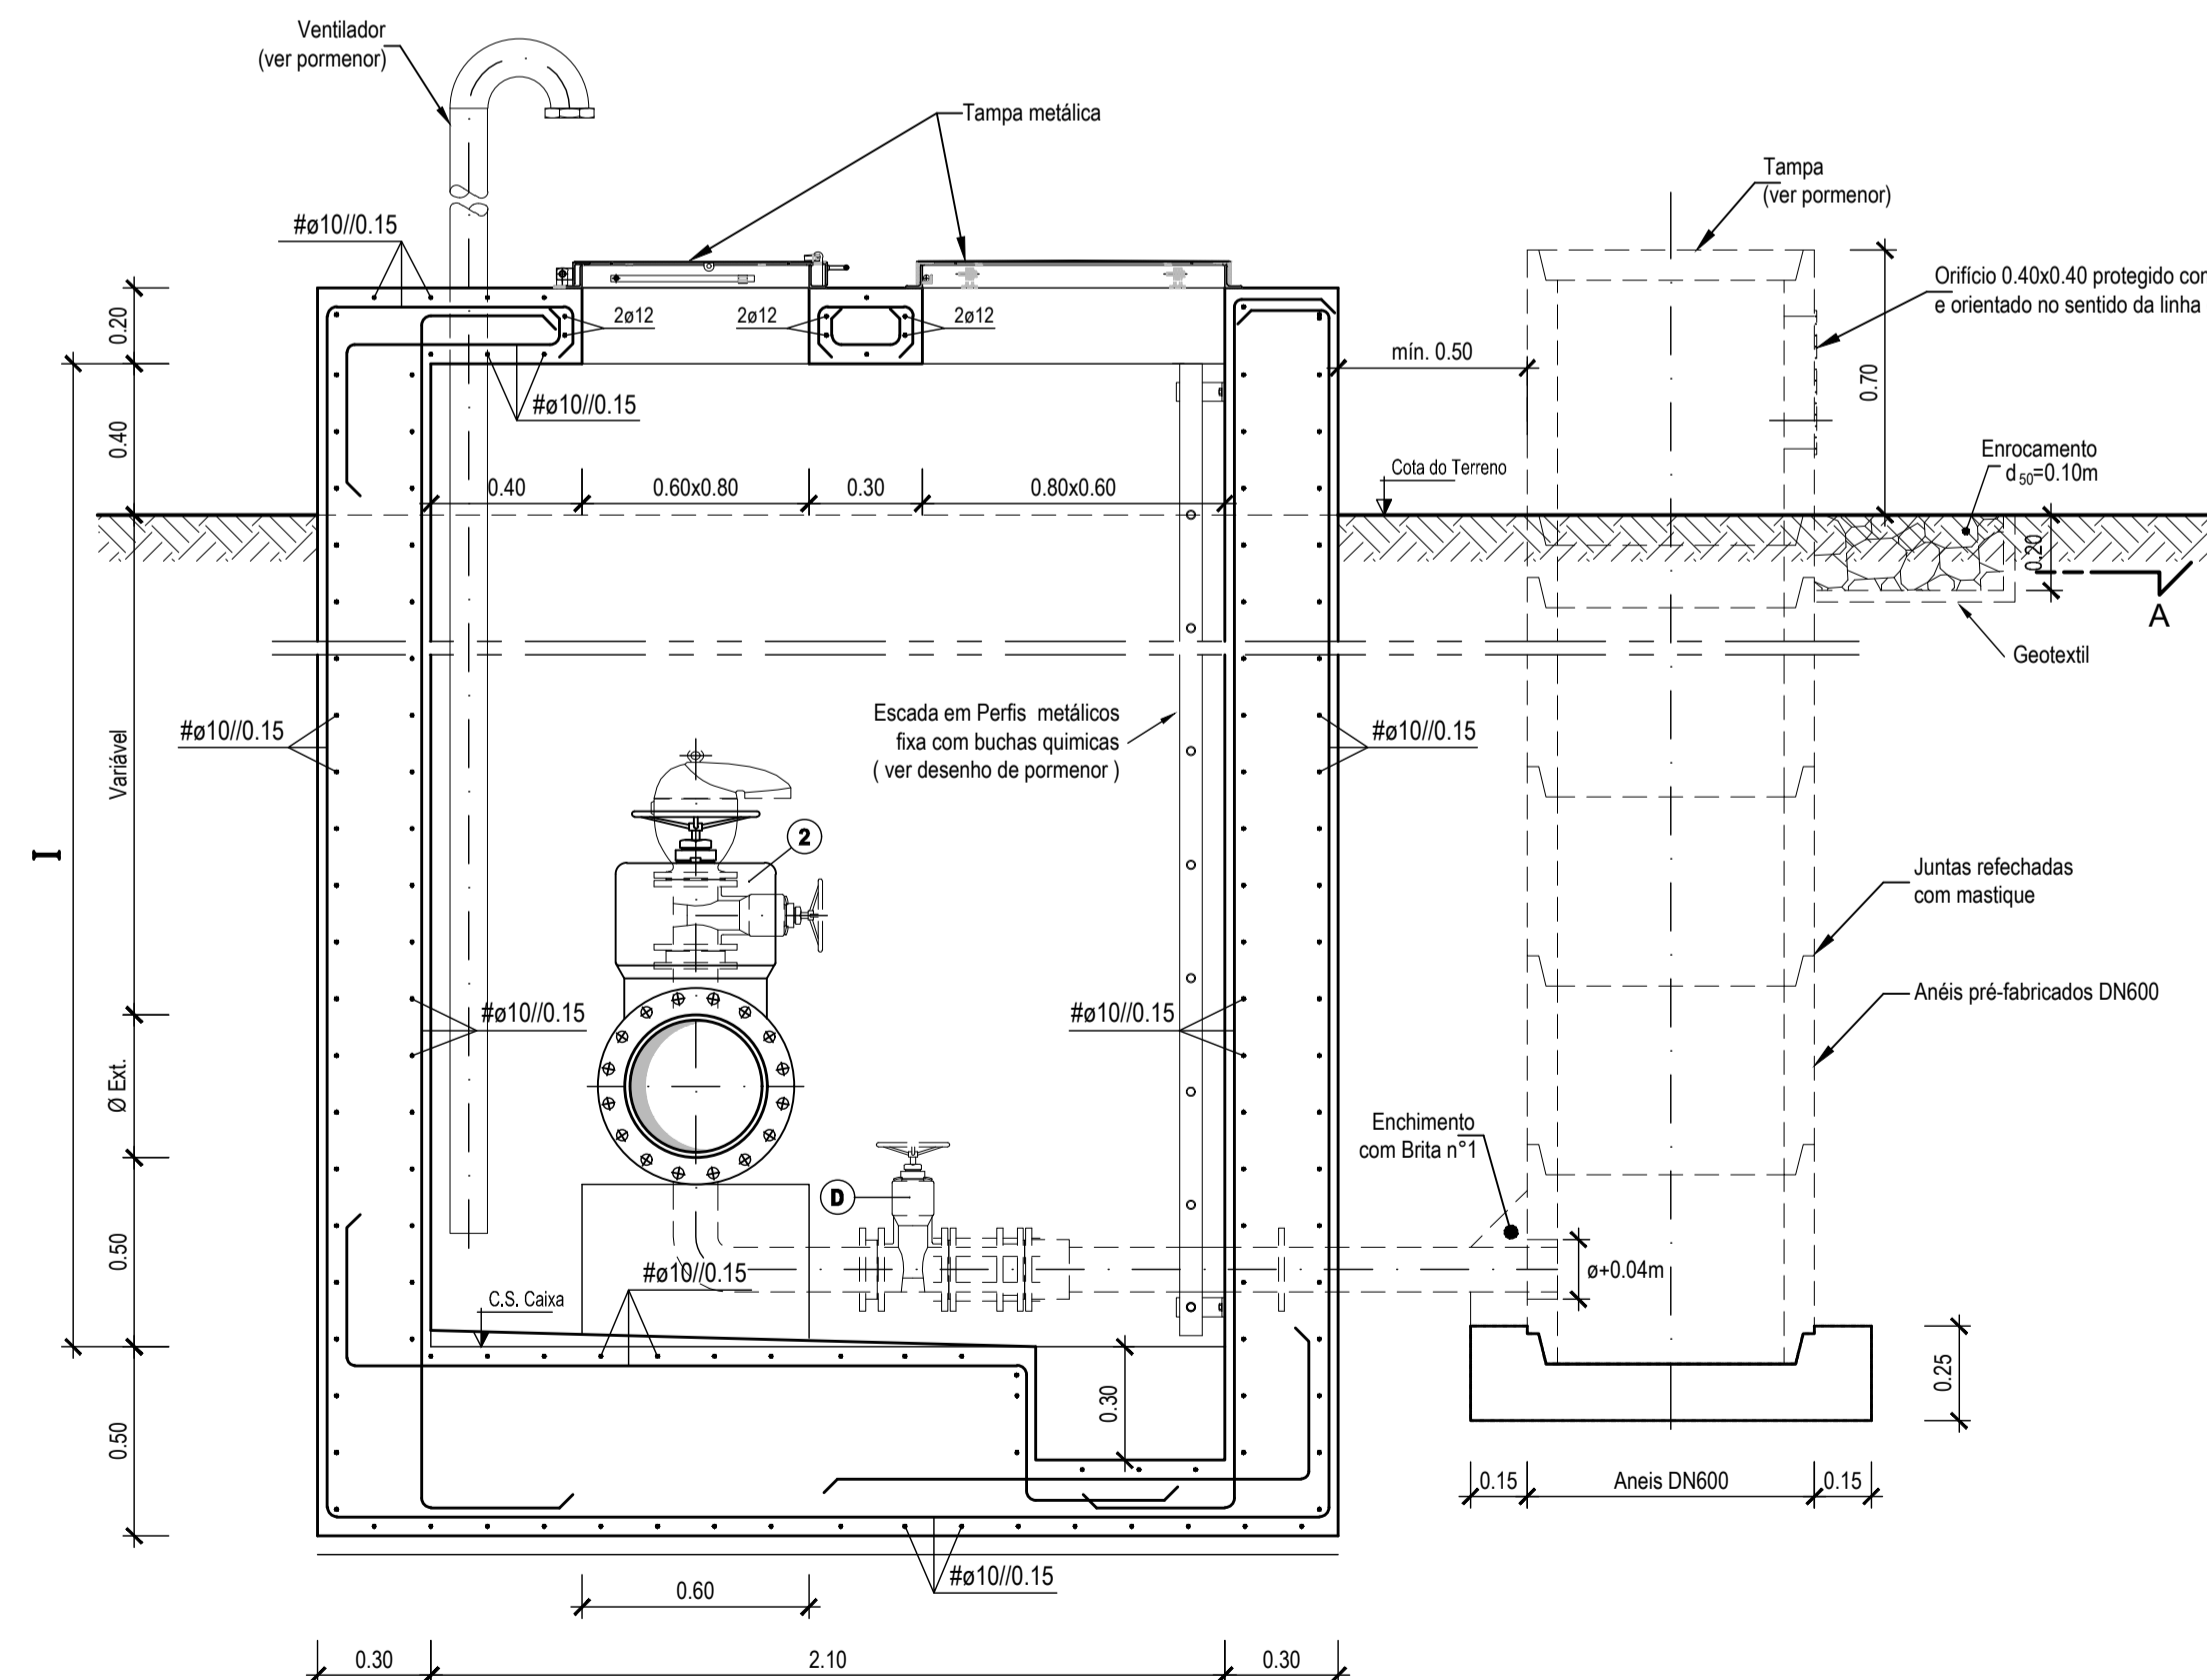 Ventilador
(ver pormenor)
Tampa metálica
Tampa
(ver pormenor)
#ø10//0.15
Orifício 0.40x0.40 protegido com
e orientado no sentido da linha
0.20
2ø12
2ø12
2ø12
mín. 0.50
0.70
#ø10//0.15
0.40
Enrocamento
d50=0.10m
Cota do Terreno
0.40
0.60x0.80
0.30
0.80x0.60
0.20
A
Geotextil
Escada em Perfis metálicos
fixa com buchas quimicas
( ver desenho de pormenor )
#ø10//0.15
#ø10//0.15
Variável
2
I
Juntas refechadas
com mastique
Anéis pré-fabricados DN600
#ø10//0.15
#ø10//0.15
Ø Ext.
Enchimento
com Brita n°1
D
0.50
#ø10//0.15
ø+0.04m
C.S. Caixa
0.30
0.25
0.50
0.15
Aneis DN600
0.15
#ø10//0.15
0.60
0.30
2.10
0.30